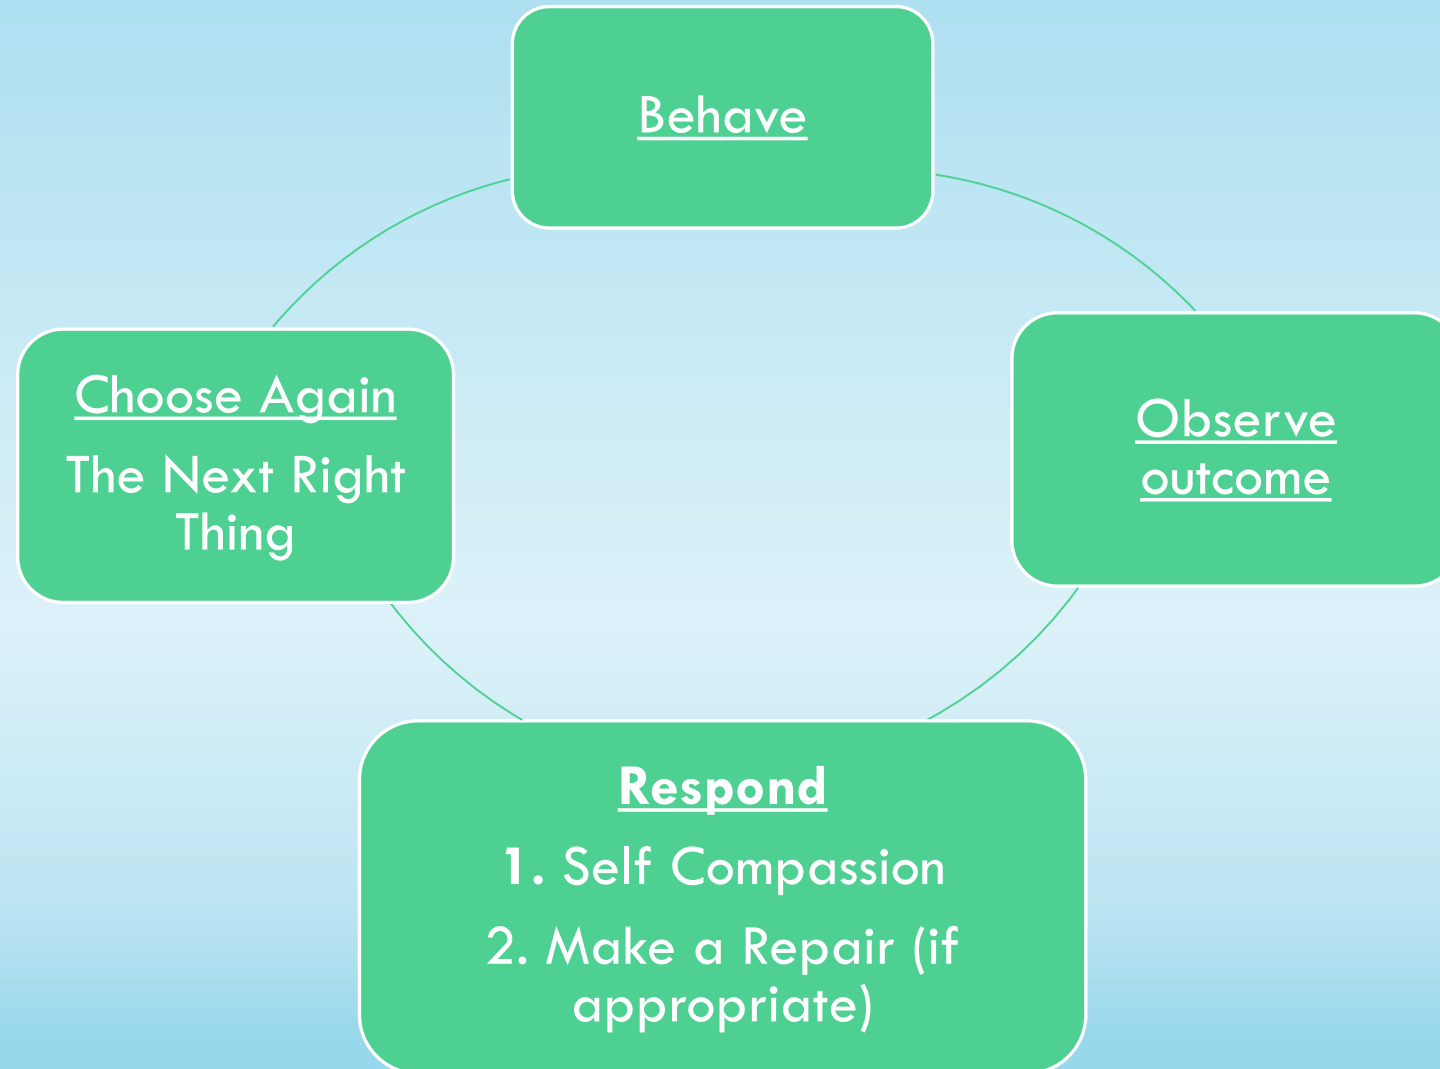 Behave
Choose Again
The Next Right
Thing
Observe
outcome
Respond
1. Self Compassion
2. Make a Repair (if
appropriate)